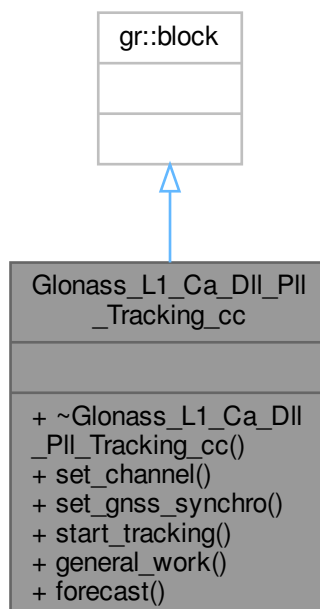 gr::block
Glonass_L1_Ca_Dll_Pll
_Tracking_cc
+ ~Glonass_L1_Ca_Dll
_Pll_Tracking_cc()
+ set_channel()
+ set_gnss_synchro()
+ start_tracking()
+ general_work()
+ forecast()